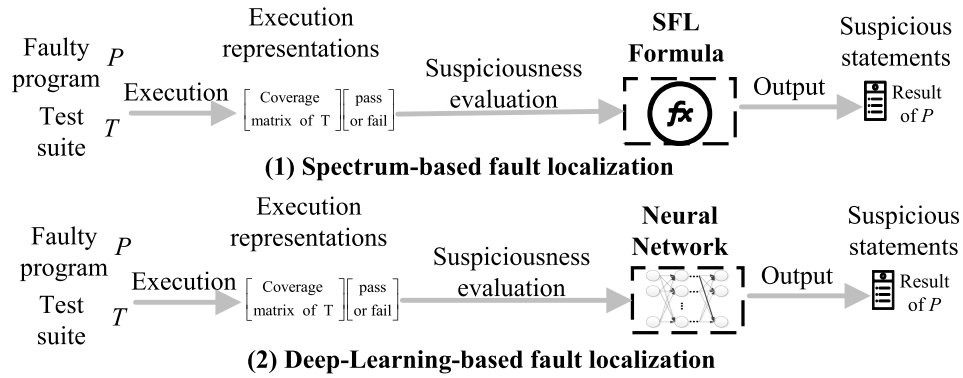 Execution
representations
SFL
Formula
Suspicious
statements
Faulty
program P
Test
suite T
Execution
Coverage
matrix of T
pass
or fail
Suspiciousness
evaluation
fx
Output
Result
of P
(1) Spectrum-based fault localization
Execution
representations
Neural
Network
Suspicious
statements
Faulty
program P
Test
suite T
Execution
Coverage
matrix of T
pass
or fail
Suspiciousness
evaluation
Output
Result
of P
(2) Deep-Learning-based fault localization